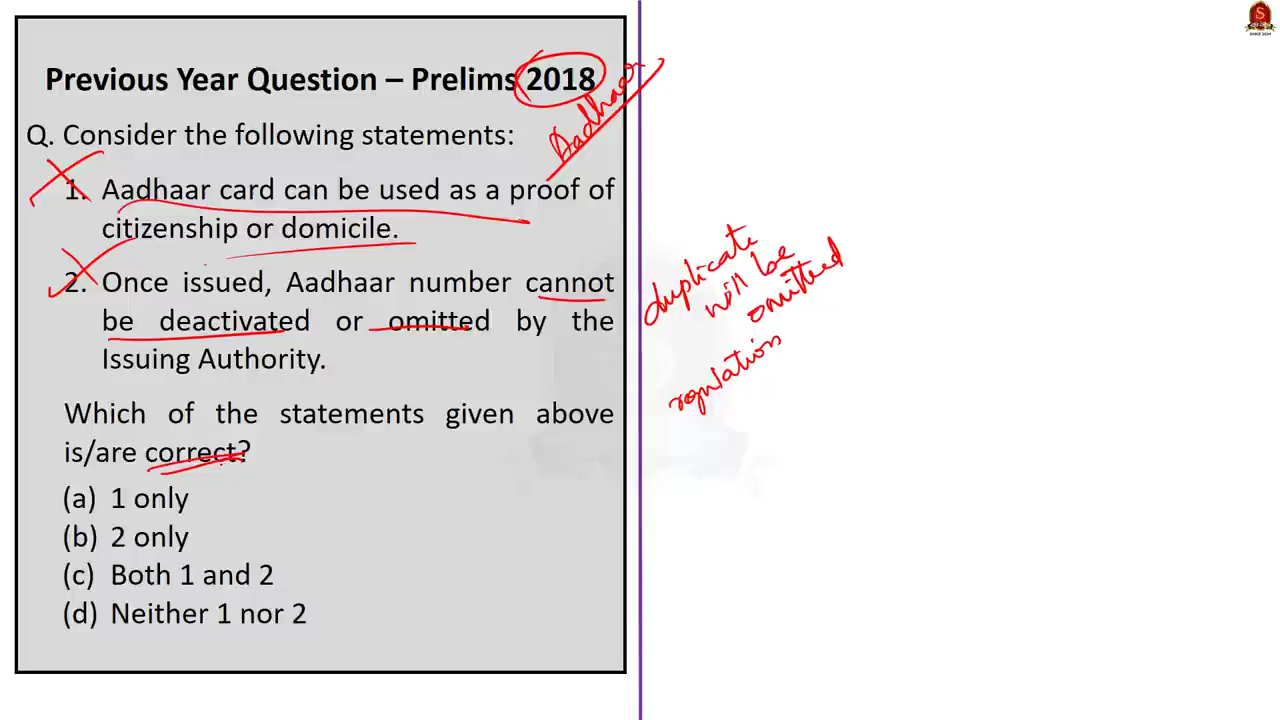 Previous Year Question – Prelims 2018
Aadhaar
Q. Consider the following statements:
1. Aadhaar card can be used as a proof of
citizenship or domicile.
2. Once issued, Aadhaar number cannot
be deactivated or omitted by the
Issuing Authority.
Which of the statements given above
is/are correct?
(a) 1 only
(b) 2 only
(c) Both 1 and 2
(d) Neither 1 nor 2
duplicate
will be
omitted
regulation
S